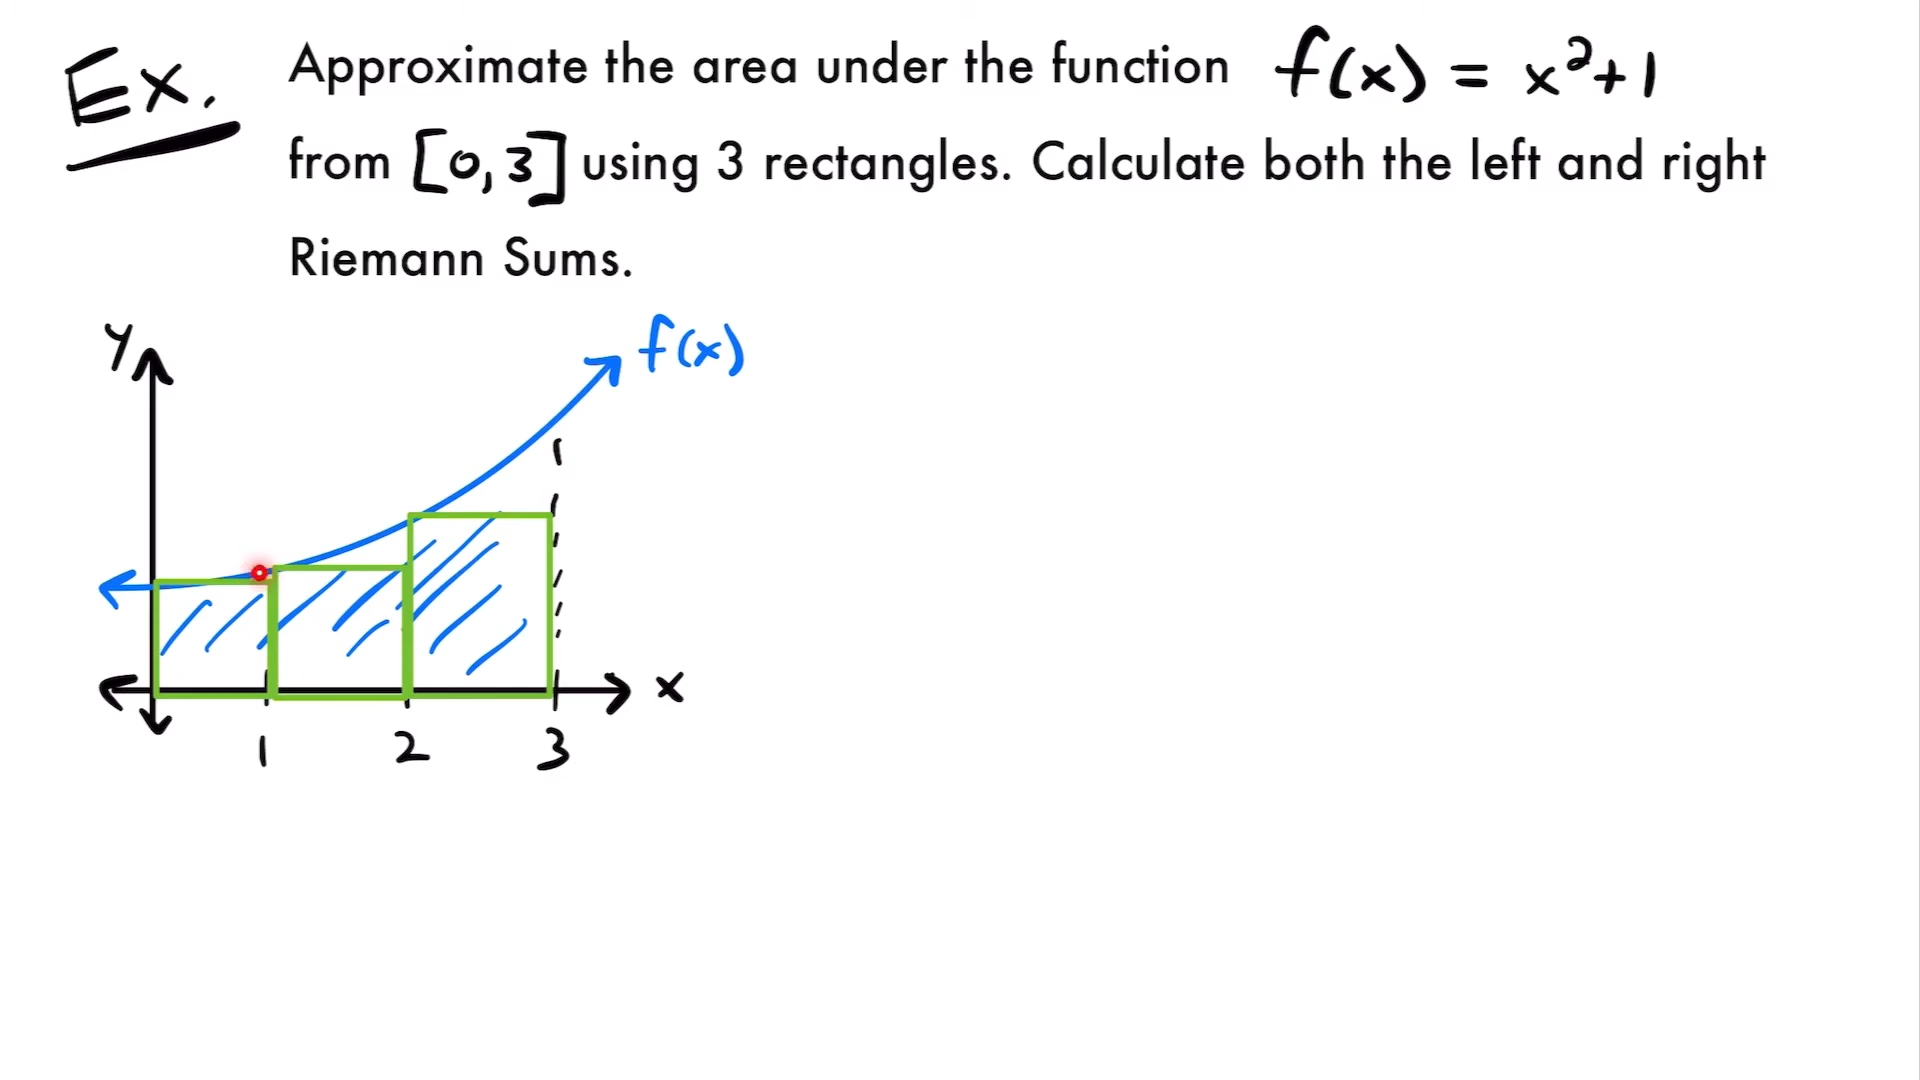 Ex. Approximate the area under the function f(x) = x²+1
from [0,3] using 3 rectangles. Calculate both the left and right
Riemann Sums.
y
f(x)
x
1 2 3